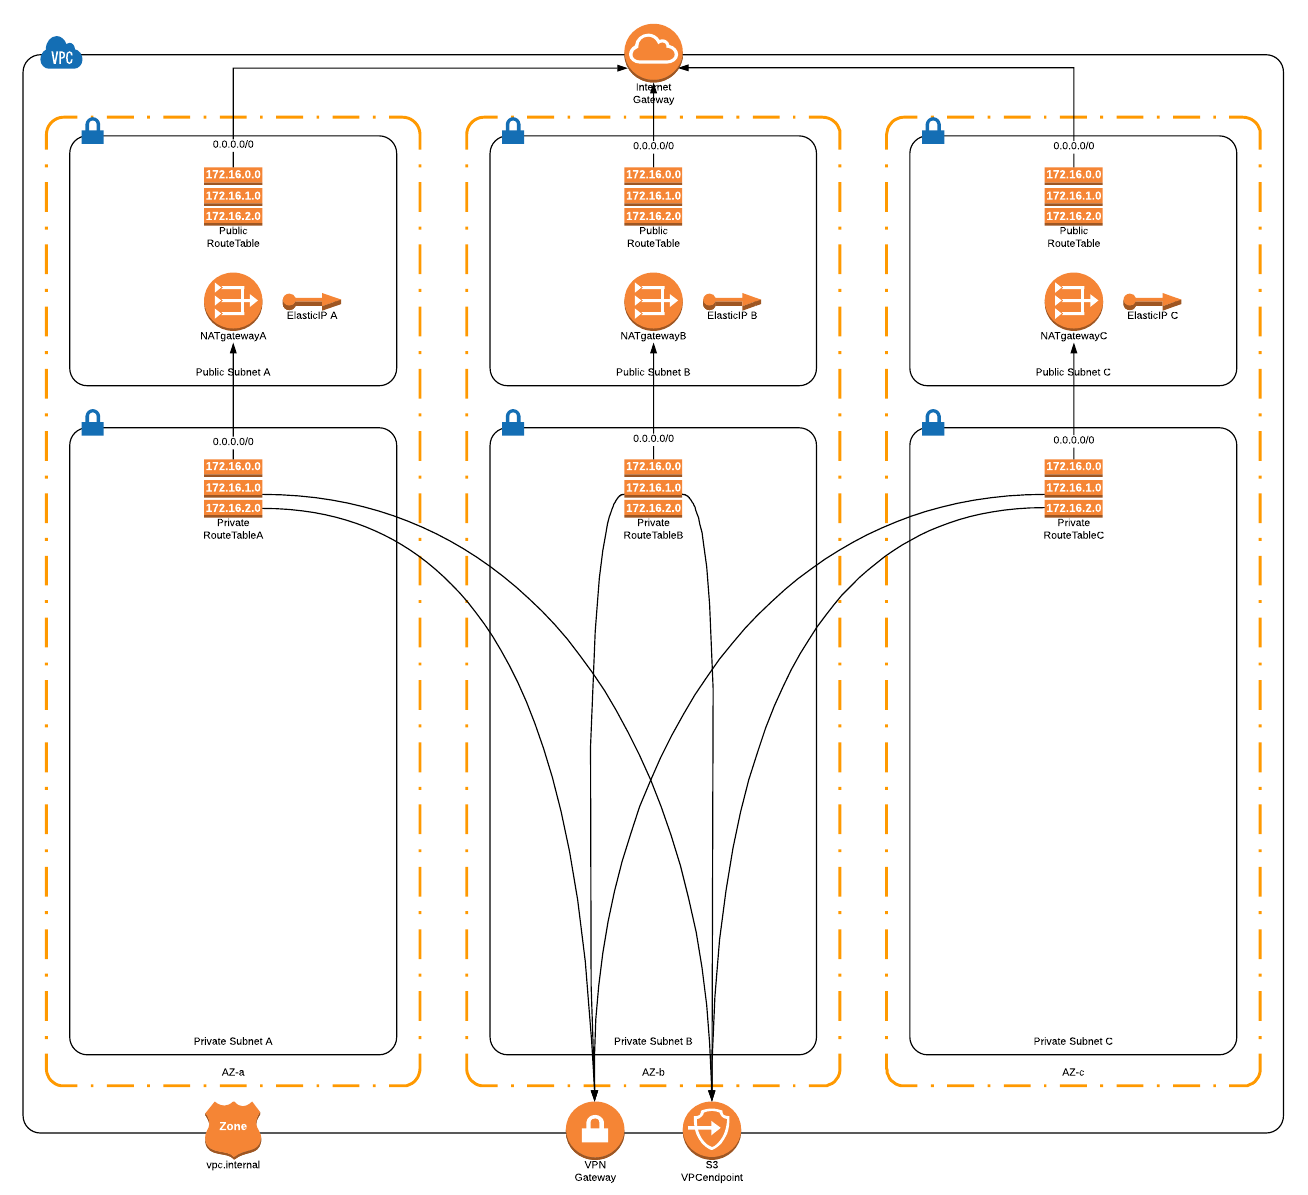 VPC
Internet
Gateway
0.0.0.0/0
172.16.0.0
172.16.1.0
172.16.2.0
Public
RouteTable
NATgatewayA
ElasticIP A
Public Subnet A
0.0.0.0/0
172.16.0.0
172.16.1.0
172.16.2.0
Public
RouteTable
NATgatewayB
ElasticIP B
Public Subnet B
0.0.0.0/0
172.16.0.0
172.16.1.0
172.16.2.0
Public
RouteTable
NATgatewayC
ElasticIP C
Public Subnet C
0.0.0.0/0
172.16.0.0
172.16.1.0
172.16.2.0
Private
RouteTableA
Private Subnet A
AZ-a
0.0.0.0/0
172.16.0.0
172.16.1.0
172.16.2.0
Private
RouteTableB
Private Subnet B
AZ-b
0.0.0.0/0
172.16.0.0
172.16.1.0
172.16.2.0
Private
RouteTableC
Private Subnet C
AZ-c
Zone
vpc.internal
VPN
Gateway
S3
VPCendpoint